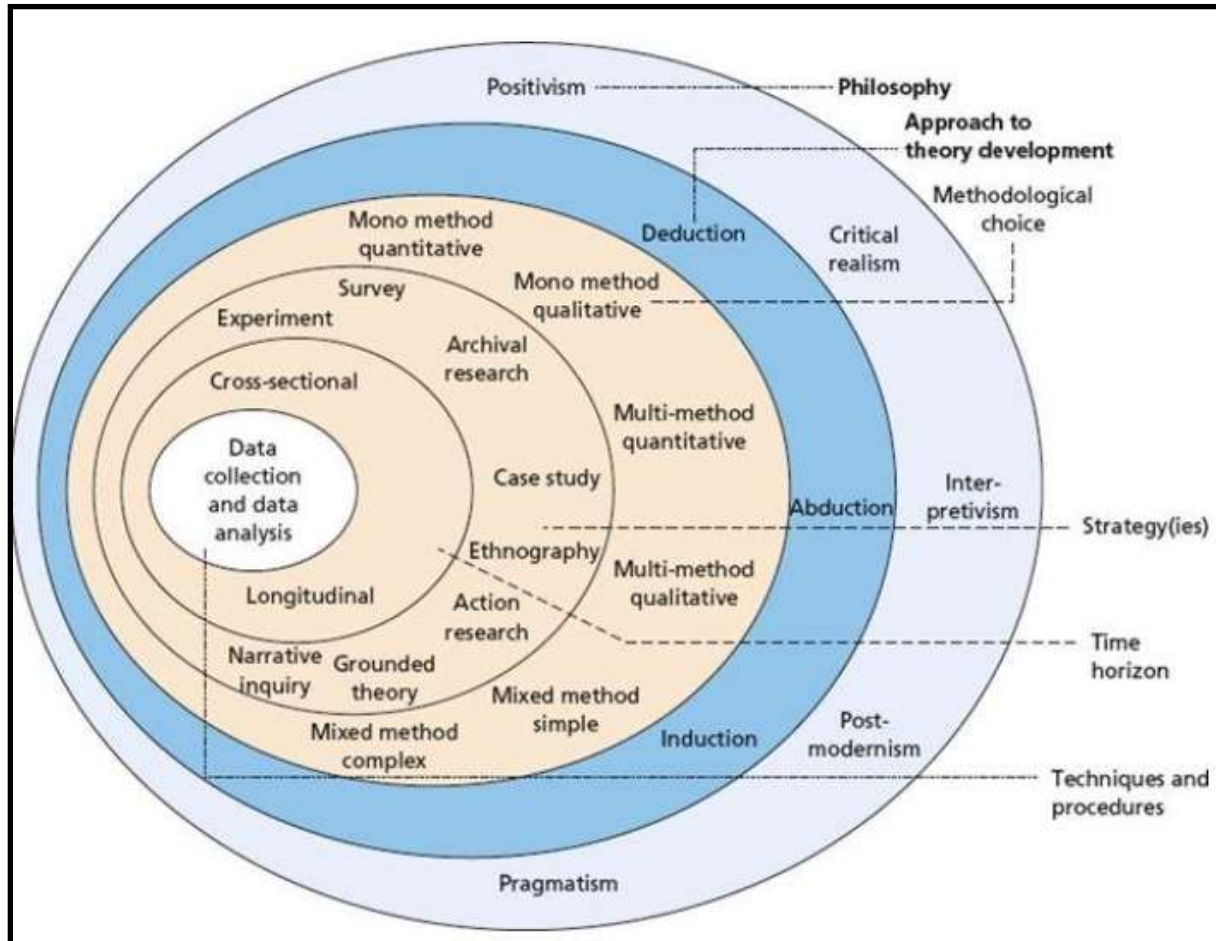 Positivism
Philosophy
Approach to
theory development
Methodological
choice
Mono method
quantitative
Deduction
Critical
realism
Survey
Mono method
qualitative
Experiment
Archival
research
Cross-sectional
Multi-method
quantitative
Data
collection
and data
analysis
Case study
Abduction
Inter-
pretivism
Strategy(ies)
Ethnography
Multi-method
qualitative
Longitudinal
Action
research
Time
horizon
Narrative
inquiry
Grounded
theory
Mixed method
simple
Mixed method
complex
Induction
Post-
modernism
Techniques and
procedures
Pragmatism